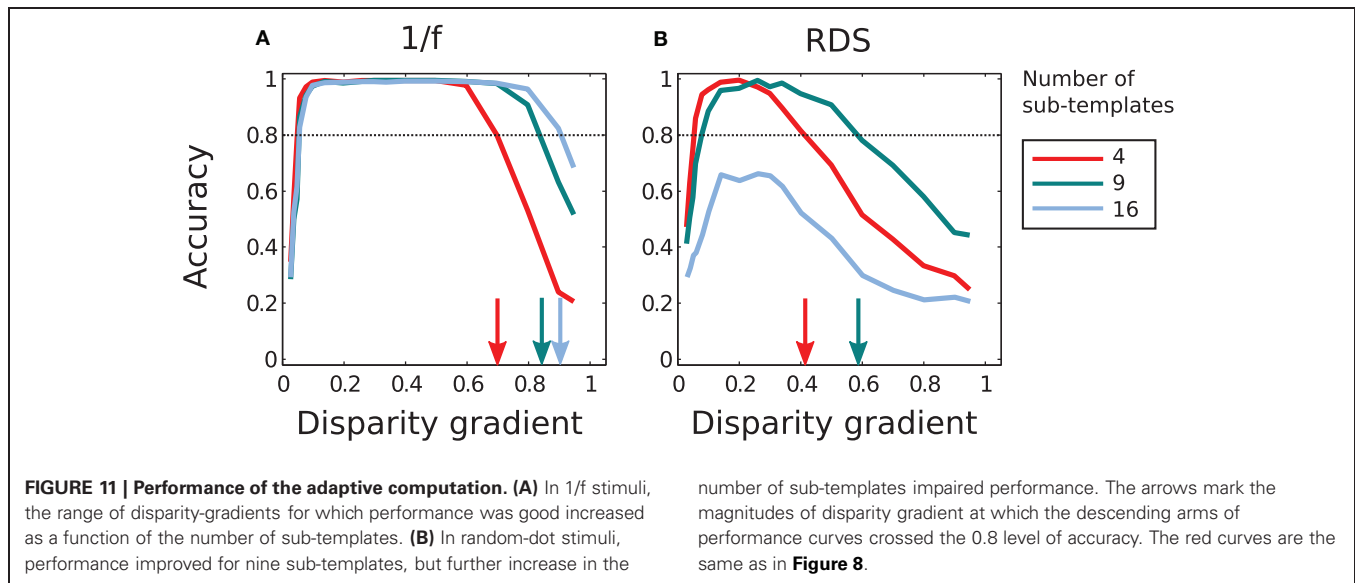 A
1/f
B
RDS
Number of
sub-templates
4
9
16
Accuracy
1
0.8
0.6
0.4
0.2
0
0 0.2 0.4 0.6 0.8 1
Disparity gradient
1
0.8
0.6
0.4
0.2
0
0 0.2 0.4 0.6 0.8 1
Disparity gradient
FIGURE 11 | Performance of the adaptive computation. (A) In 1/f stimuli,
the range of disparity-gradients for which performance was good increased
as a function of the number of sub-templates. (B) In random-dot stimuli,
performance improved for nine sub-templates, but further increase in the
number of sub-templates impaired performance. The arrows mark the
magnitudes of disparity gradient at which the descending arms of
performance curves crossed the 0.8 level of accuracy. The red curves are the
same as in Figure 8.